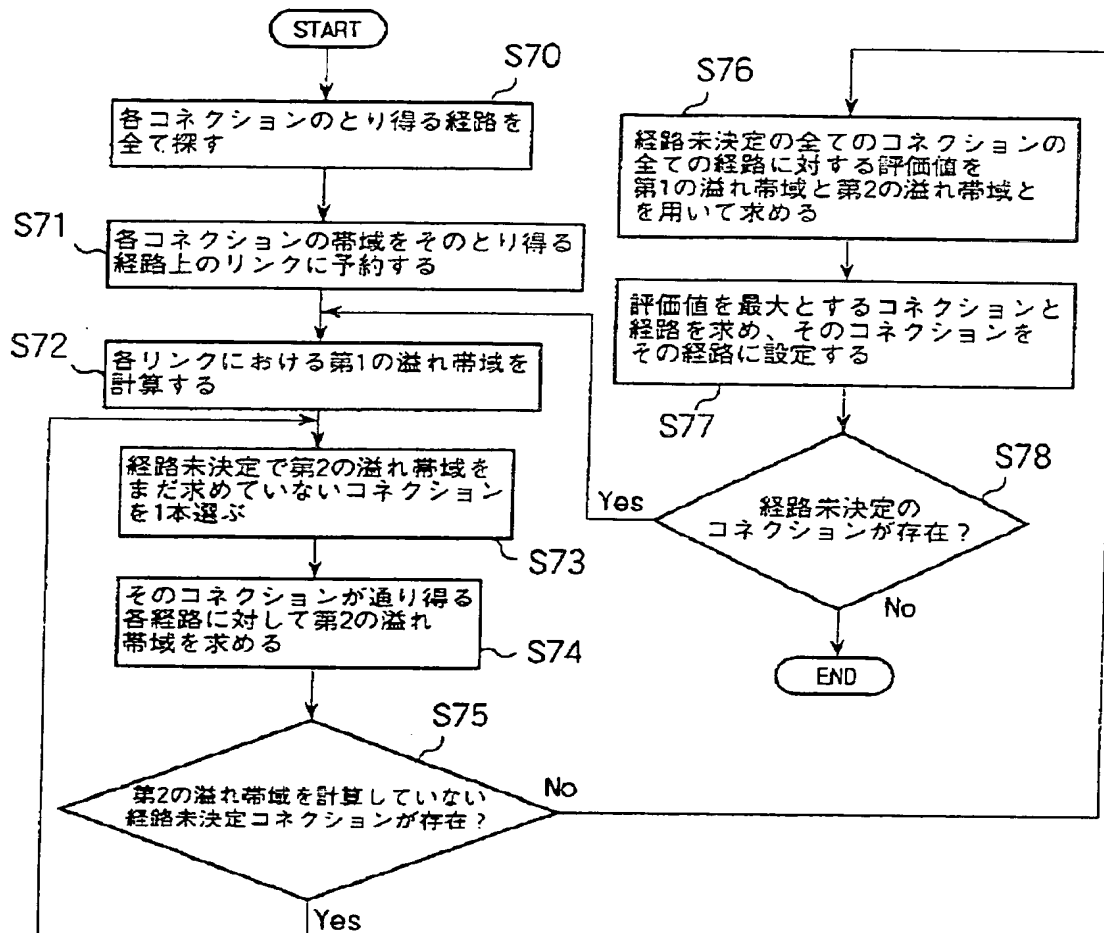 START
S70
各コネクションのとり得る経路を
全て探す
S71
各コネクションの帯域をそのとり得る
経路上のリンクに予約する
S72
各リンクにおける第1の溢れ帯域を
計算する
経路未決定で第2の溢れ帯域を
まだ求めていないコネクション
を1本選ぶ
S73
そのコネクションが通り得る
各経路に対して第2の溢れ
帯域を求める
S74
S75
第2の溢れ帯域を計算していない
経路未決定コネクションが存在?
No
Yes
S76
経路未決定の全てのコネクションの
全ての経路に対する評価値を
第1の溢れ帯域と第2の溢れ帯域と
を用いて求める
評価値を最大とするコネクションと
経路を求め、そのコネクションを
その経路に設定する
S77
S78
経路未決定の
コネクションが存在?
Yes
No
END